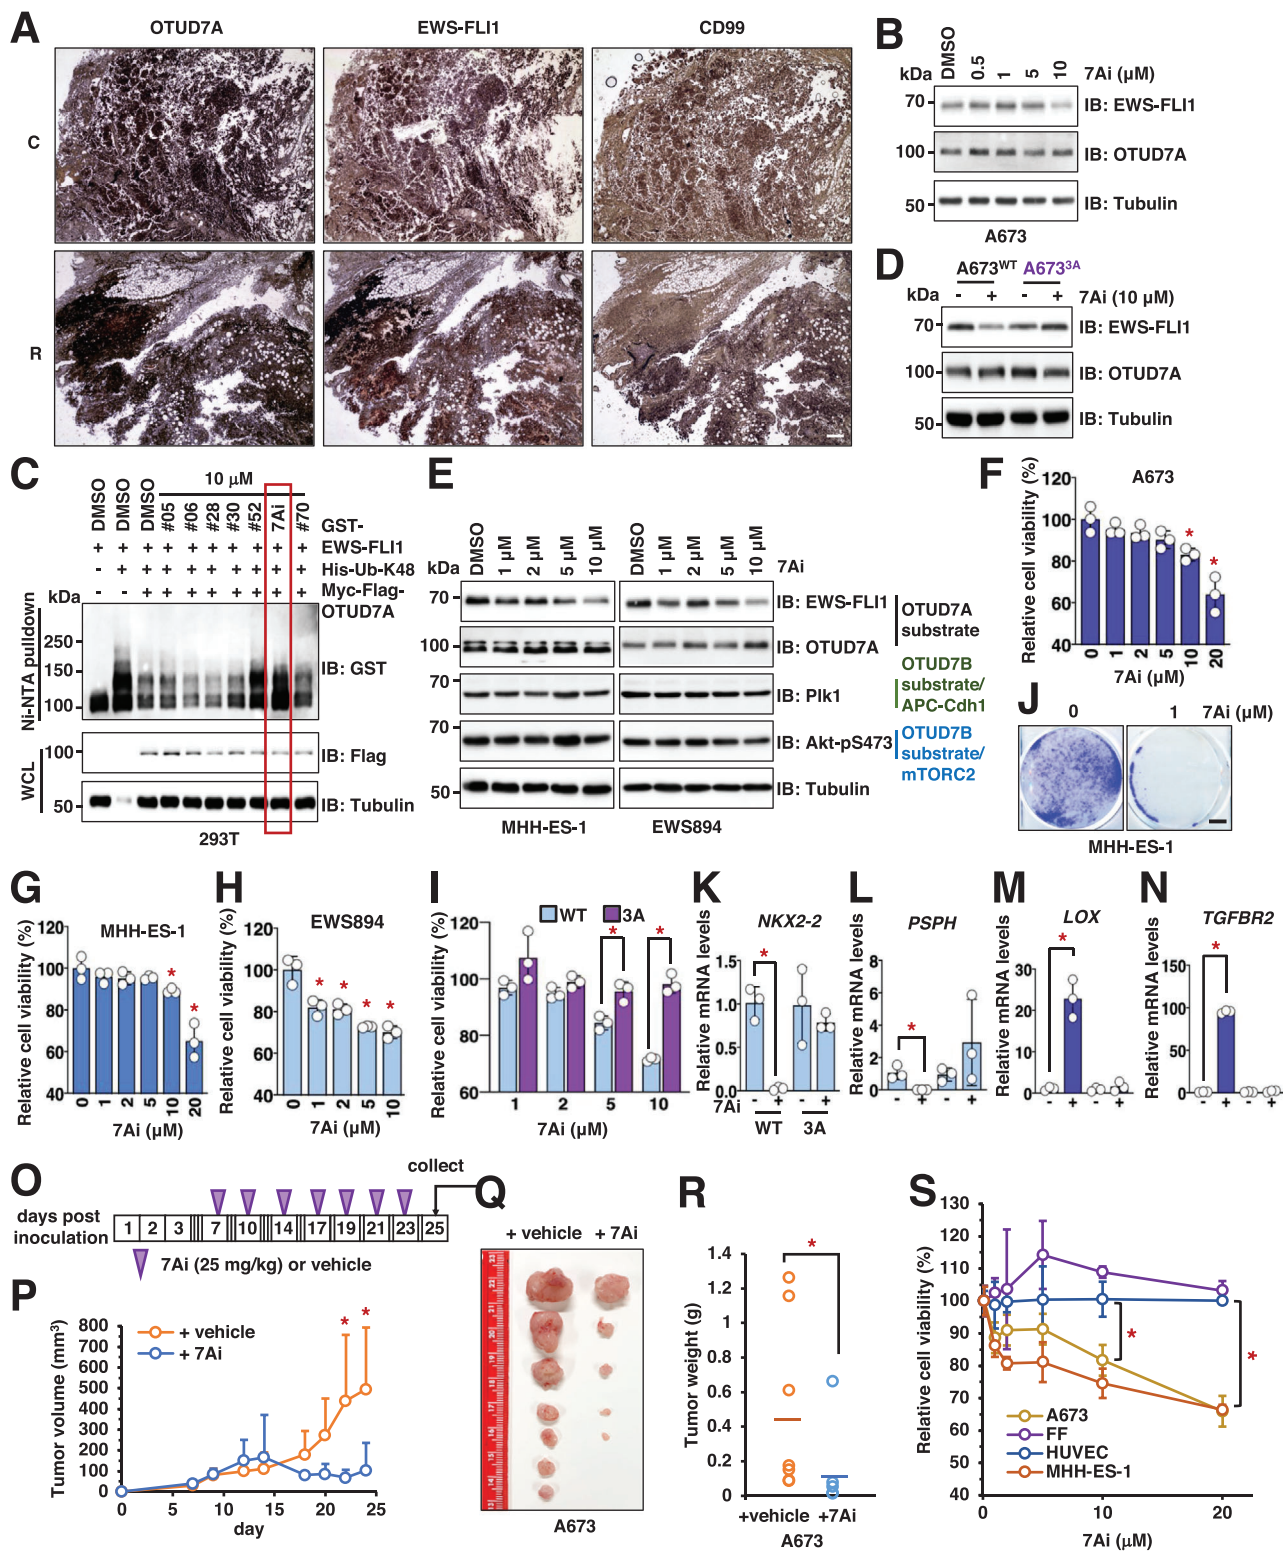 A
OTUD7A
EWS-FLI1
CD99
C
R
B
kDa
DMSO
0.5
1
5
10
7Ai (μM)
70
IB: EWS-FLI1
100
IB: OTUD7A
50
IB: Tubulin
A673
D
A673WT
A6733A
kDa
-
+
-
+
7Ai (10 μM)
70
IB: EWS-FLI1
100
IB: OTUD7A
50
IB: Tubulin
C
10 μM
DMSO
DMSO
DMSO
#05
#06
#28
#30
#52
7Ai
#70
GST-
+ + + + + + + + + +
EWS-FLI1
- + + + + + + + + +
His-Ub-K48
- - + + + + + + + +
Myc-Flag-
OTUD7A
kDa
250
150
100
Ni-NTA pulldown
IB: GST
100
IB: Flag
WCL
50
IB: Tubulin
293T
E
kDa
DMSO
1 μM
2 μM
5 μM
10 μM
DMSO
1 μM
2 μM
5 μM
10 μM
7Ai
70
IB: EWS-FLI1
OTUD7A
substrate
100
IB: OTUD7A
70
IB: Plk1
OTUD7B
substrate/
APC-Cdh1
IB: Akt-pS473
OTUD7B
substrate/
mTORC2
50
IB: Tubulin
MHH-ES-1
EWS894
F
A673
Relative cell viability (%)
120
100
80
60
40
*
*
0 1 2 5 10 20
7Ai (μM)
J
0
1
7Ai (μM)
MHH-ES-1
G
MHH-ES-1
Relative cell viability (%)
120
100
80
60
40
*
*
0 1 2 5 10 20
7Ai (μM)
H
EWS894
Relative cell viability (%)
120
100
80
60
40
* * * *
0 1 2 5 10
7Ai (μM)
I
WT
3A
Relative cell viability (%)
120
100
80
60
*
*
1 2 5 10
7Ai (μM)
K
NKX2-2
Relative mRNA levels
1.5
1.0
0.5
0.0
*
7Ai
- + - +
WT
3A
L
PSPH
Relative mRNA levels
8
6
4
2
0
*
- + - +
M
LOX
Relative mRNA levels
30
20
10
0
*
- + - +
N
TGFBR2
Relative mRNA levels
150
100
50
0
*
- + - +
O
collect
days post
inoculation
1 2 3 7 10 14 17 19 21 23 25
7Ai (25 mg/kg) or vehicle
P
Tumor volume (mm3)
800
700
600
500
400
300
200
100
0
+ vehicle
+ 7Ai
*
*
0 5 10 15 20 25
day
Q
+ vehicle
+ 7Ai
A673
R
Tumor weight (g)
1.4
1.2
1
0.8
0.6
0.4
0.2
0
*
+vehicle
+7Ai
A673
S
Relative cell viability (%)
130
120
110
100
90
80
70
60
50
40
*
*
A673
FF
HUVEC
MHH-ES-1
0 10 20
7Ai (μM)